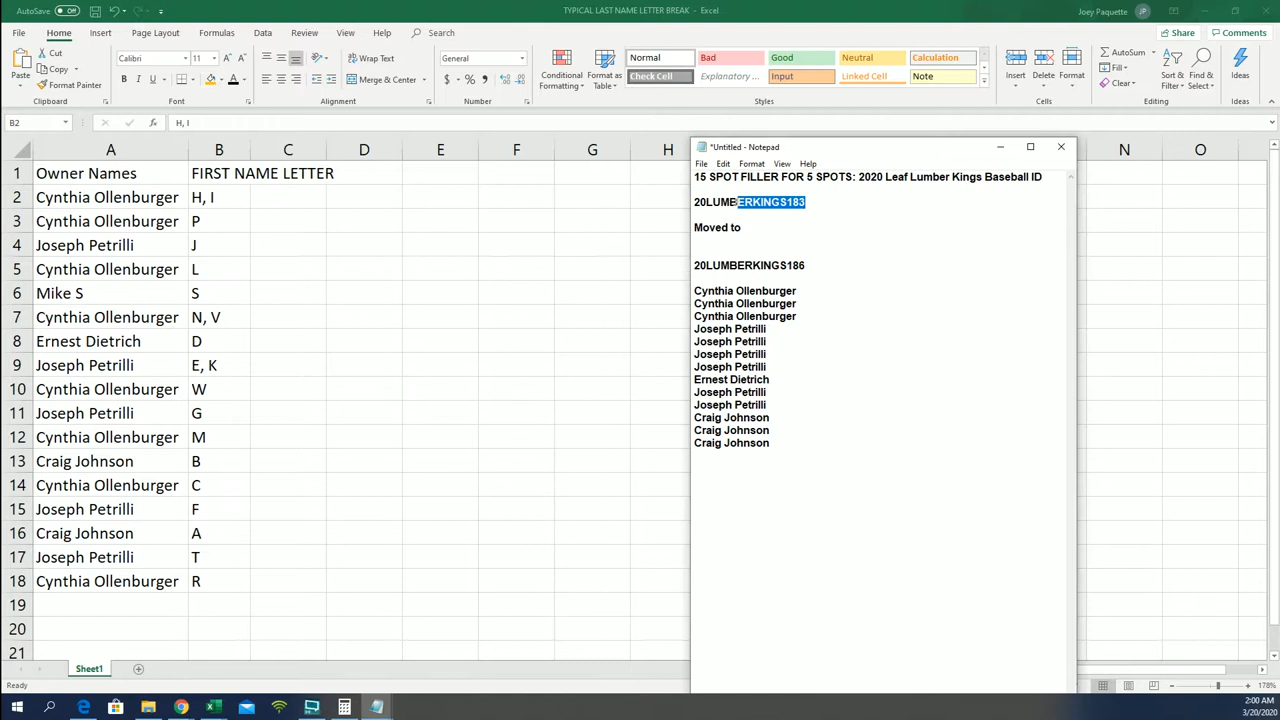 AutoSave Off
TYPICAL LAST NAME LETTER BREAK - Excel
Joey Paquette JP
File Home Insert Page Layout Formulas Data Review View Help Search Share Comments
Paste Cut Copy Format Painter Clipboard
Calibri 11 B I U A A Font
Wrap Text Merge & Center Alignment
General $ % , Number
Conditional Formatting Format as Table
Normal Bad Good Neutral Calculation
Check Cell Explanatory ... Input Linked Cell Note
Styles
Insert Delete Format Cells
AutoSum Fill Clear Sort & Filter Find & Select Editing
Ideas Ideas
B2 fx H, I
A B C D E F G H N O
1 Owner Names FIRST NAME LETTER
2 Cynthia Ollenburger H, I
3 Cynthia Ollenburger P
4 Joseph Petrilli J
5 Cynthia Ollenburger L
6 Mike S S
7 Cynthia Ollenburger N, V
8 Ernest Dietrich D
9 Joseph Petrilli E, K
10 Cynthia Ollenburger W
11 Joseph Petrilli G
12 Cynthia Ollenburger M
13 Craig Johnson B
14 Cynthia Ollenburger C
15 Joseph Petrilli F
16 Craig Johnson A
17 Joseph Petrilli T
18 Cynthia Ollenburger R
19
20
21
*Untitled - Notepad
File Edit Format View Help
15 SPOT FILLER FOR 5 SPOTS: 2020 Leaf Lumber Kings Baseball ID
20LUMBERKINGS183
Moved to
20LUMBERKINGS186
Cynthia Ollenburger
Cynthia Ollenburger
Cynthia Ollenburger
Joseph Petrilli
Joseph Petrilli
Joseph Petrilli
Joseph Petrilli
Ernest Dietrich
Joseph Petrilli
Joseph Petrilli
Craig Johnson
Craig Johnson
Craig Johnson
Sheet1
Ready
178%
2:00 AM
3/20/2020